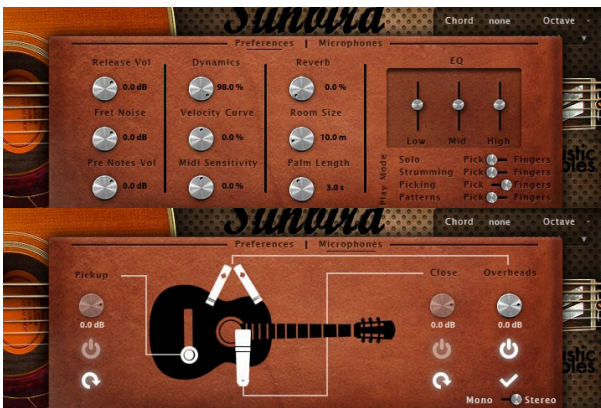 Sunbird
Chord none Octave -
Preferences | Microphones
Release Vol Dynamics Reverb EQ
0.0 dB 98.0 % 0.0 %
Fret Noise Velocity Curve Room Size
0.0 dB 0.0 % 10.0 m
Low Mid High
Pre Notes Vol Midi Sensitivity Palm Length
0.0 dB 0.0 % 3.0 s
Play Mode
Solo Pick Fingers
Strumming Pick Fingers
Picking Pick Fingers
Patterns Pick Fingers
Sunbird
Chord none Octave -
Preferences | Microphones
Pickup Close Overheads
0.0 dB 0.0 dB 0.0 dB
Mono Stereo